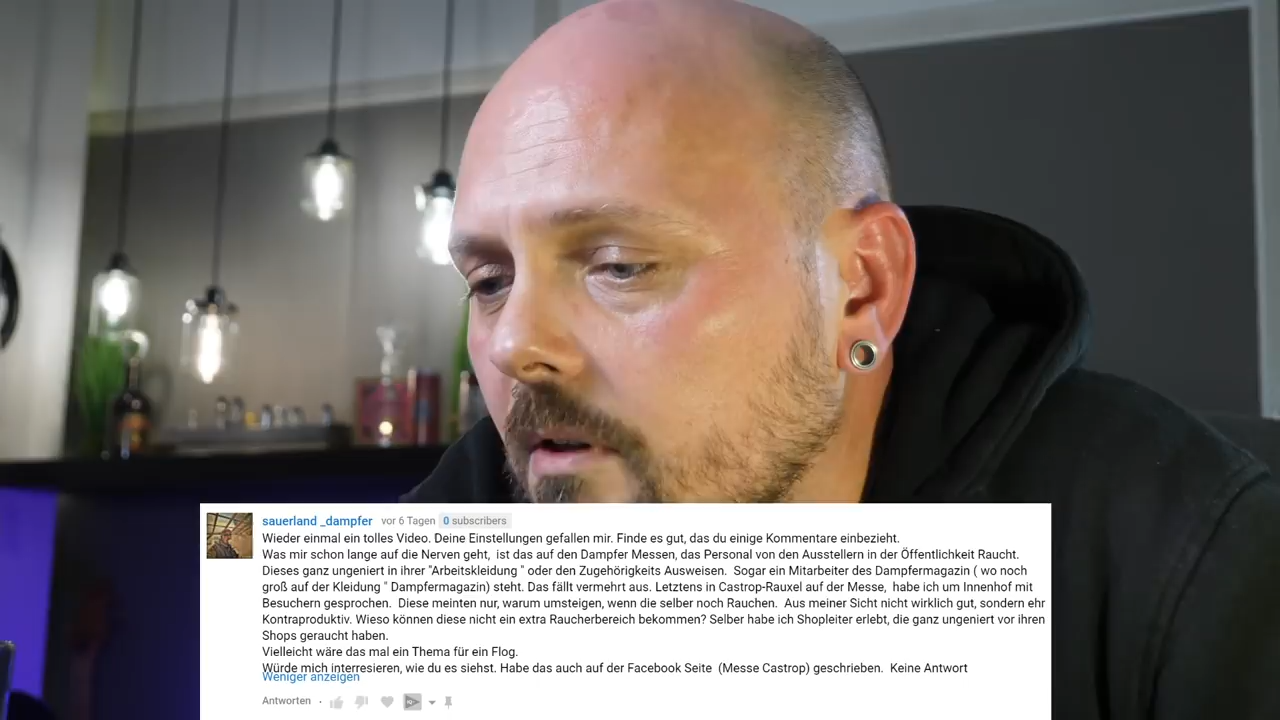 sauerland _dampfer vor 6 Tagen 0 subscribers
Wieder einmal ein tolles Video. Deine Einstellungen gefallen mir. Finde es gut, das du einige Kommentare einbezieht.
Was mir schon lange auf die Nerven geht,  ist das auf den Dampfer Messen, das Personal von den Ausstellern in der Öffentlichkeit Raucht.
Dieses ganz ungeniert in ihrer "Arbeitskleidung " oder den Zugehörigkeits Ausweisen.  Sogar ein Mitarbeiter des Dampfermagazin ( wo noch
groß auf der Kleidung " Dampfermagazin) steht. Das fällt vermehrt aus. Letztens in Castrop-Rauxel auf der Messe,  habe ich um Innenhof mit
Besuchern gesprochen.  Diese meinten nur, warum umsteigen, wenn die selber noch Rauchen.  Aus meiner Sicht nicht wirklich gut, sondern ehr
Kontraproduktiv. Wieso können diese nicht ein extra Raucherbereich bekommen? Selber habe ich Shopleiter erlebt, die ganz ungeniert vor ihren
Shops geraucht haben.
Vielleicht wäre das mal ein Thema für ein Flog.
Würde mich interresieren, wie du es siehst. Habe das auch auf der Facebook Seite  (Messe Castrop) geschrieben.  Keine Antwort
Weniger anzeigen
Antworten ·